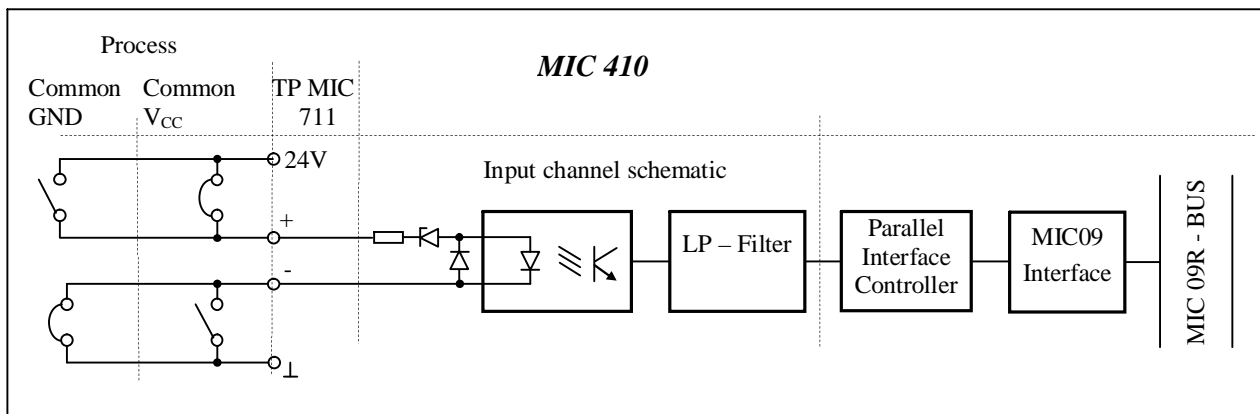 Process
MIC 410
Common
GND
Common
VCC
TP MIC
711
24V
Input channel schematic
+
-
⊥
LP – Filter
Parallel
Interface
Controller
MIC09
Interface
MIC 09R - BUS